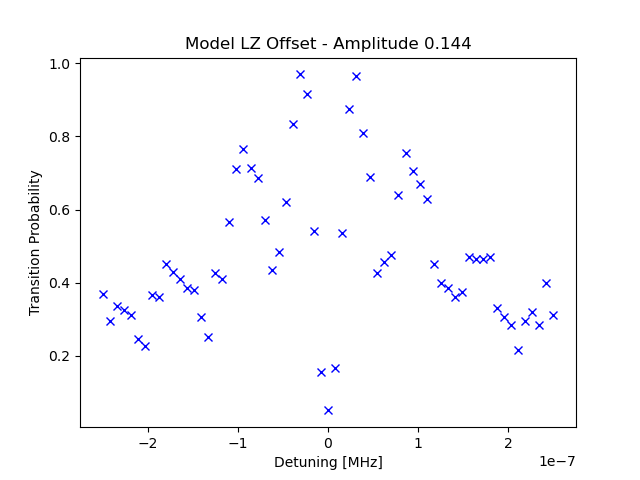 Model LZ Offset - Amplitude 0.144
Transition Probability
1.0
0.8
0.6
0.4
0.2
−2
−1
0
1
2
1e−7
Detuning [MHz]